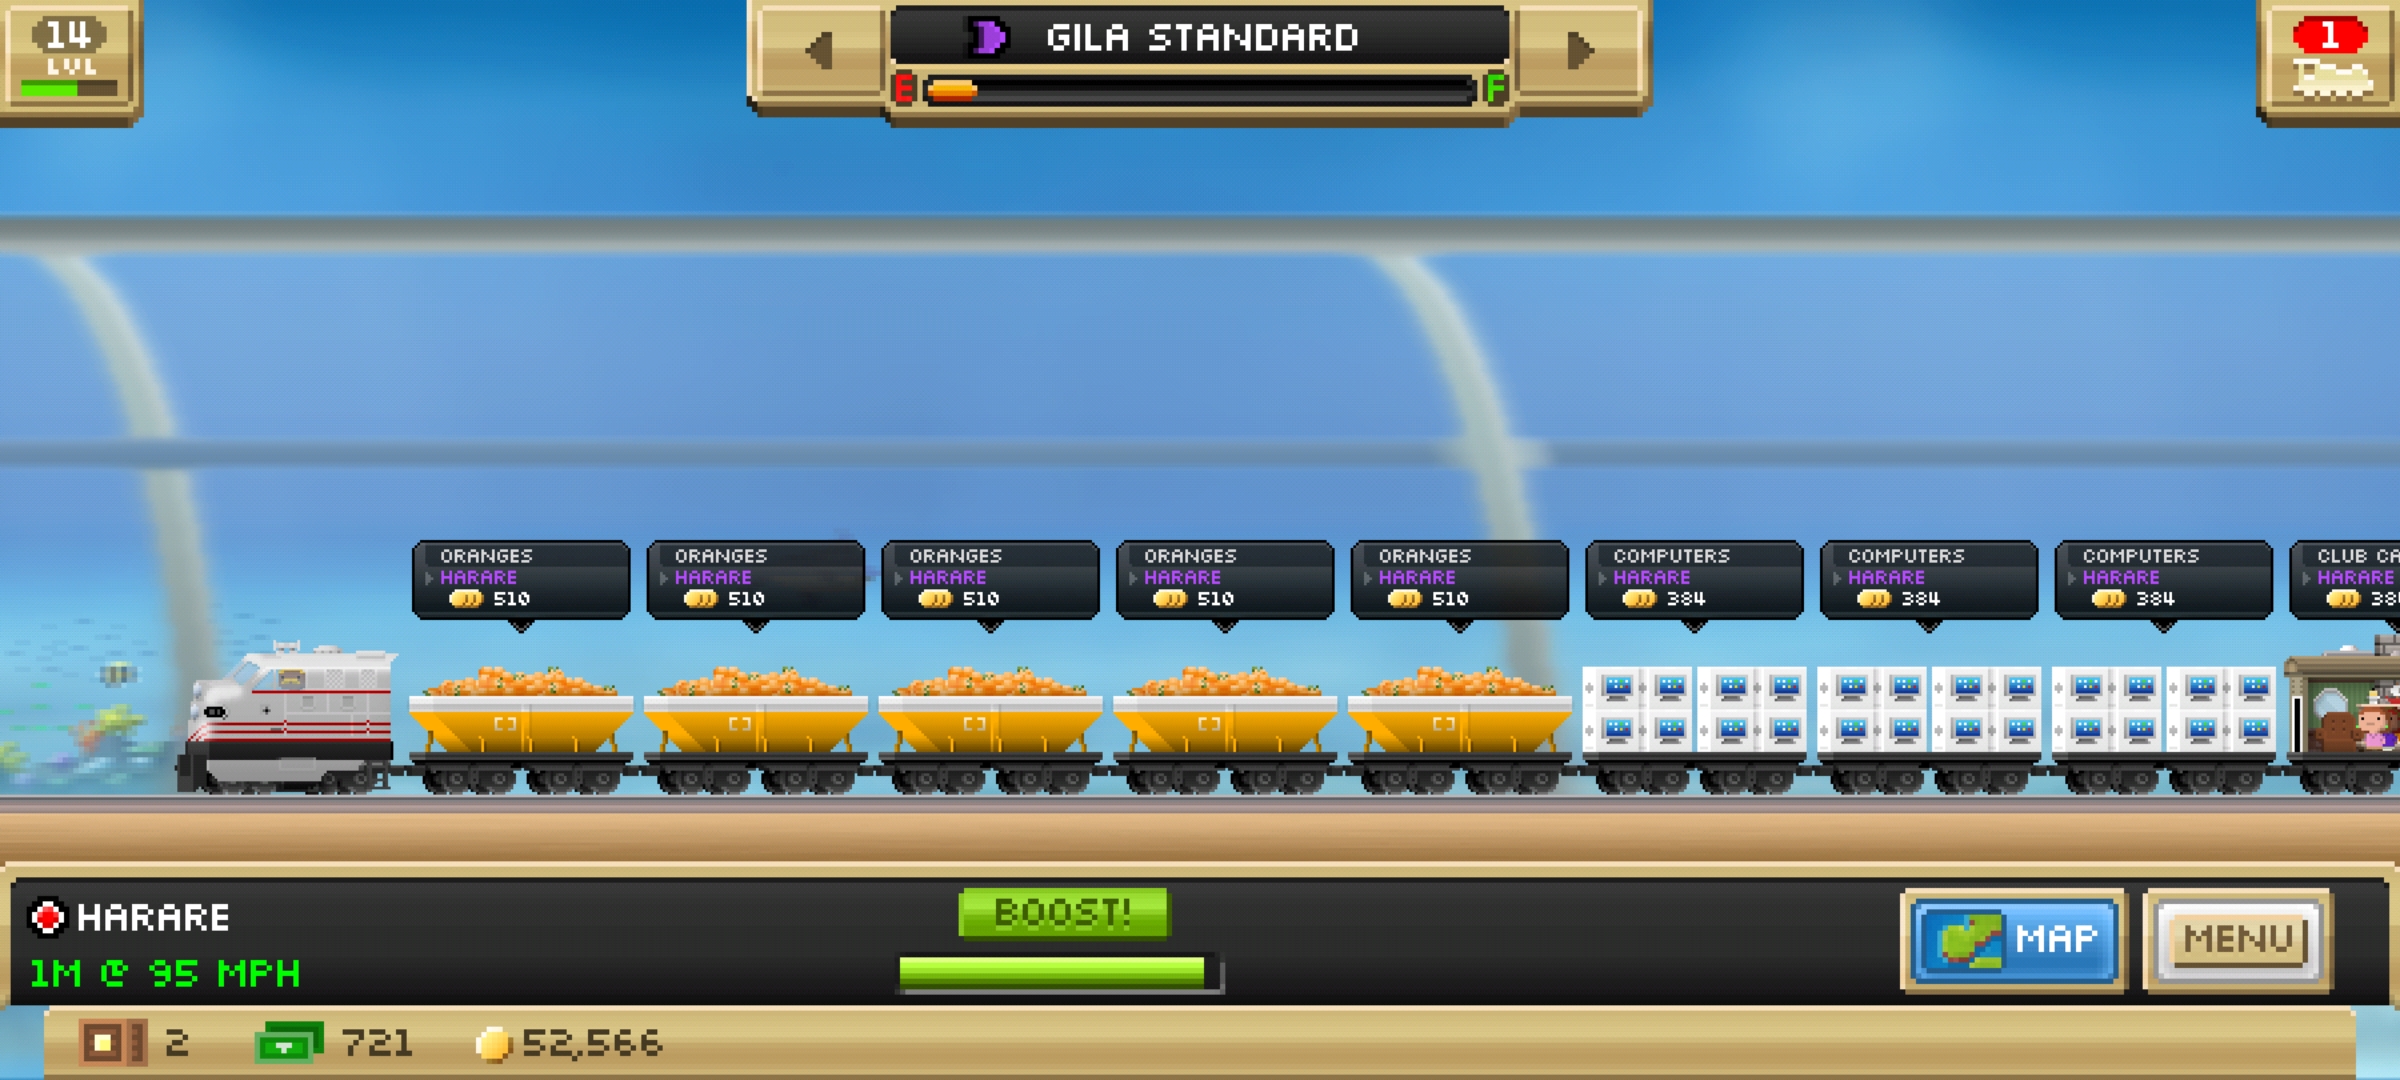 14
LVL
GILA STANDARD
E
F
1
ORANGES
HARARE
510
ORANGES
HARARE
510
ORANGES
HARARE
510
ORANGES
HARARE
510
ORANGES
HARARE
510
COMPUTERS
HARARE
384
COMPUTERS
HARARE
384
COMPUTERS
HARARE
384
CLUB
HARARE
HARARE
1M @ 95 MPH
BOOST!
MAP
MENU
2
721
52,566